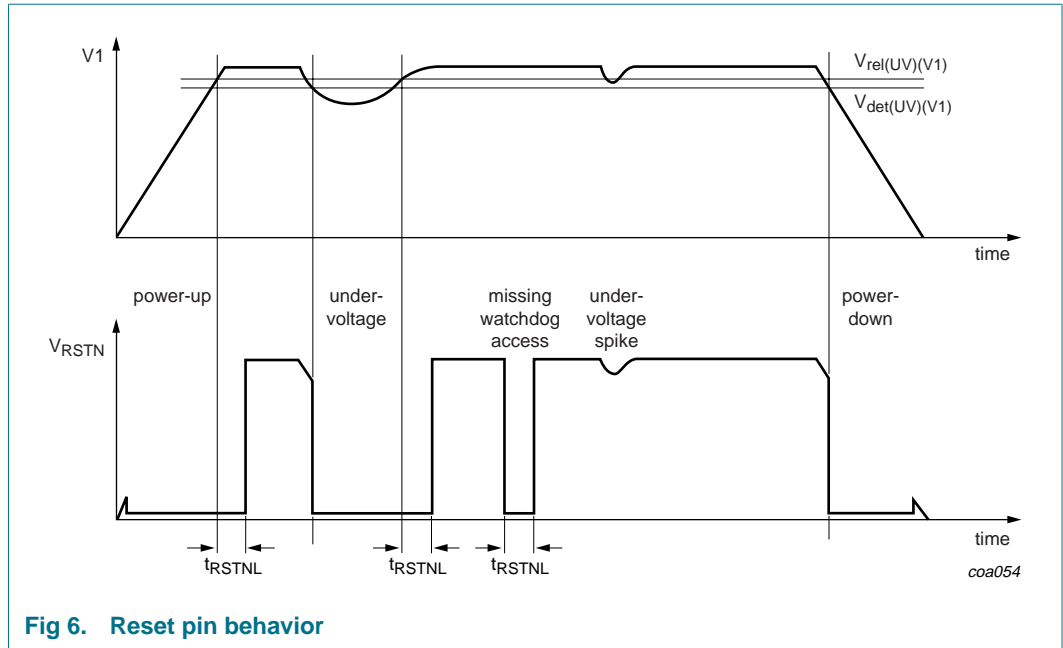 V1
Vrel(UV)(V1)
Vdet(UV)(V1)
time
power-up
under-
voltage
missing
watchdog
access
under-
voltage
spike
power-
down
VRSTN
time
tRSTNL
tRSTNL
tRSTNL
coa054
Fig 6. Reset pin behavior